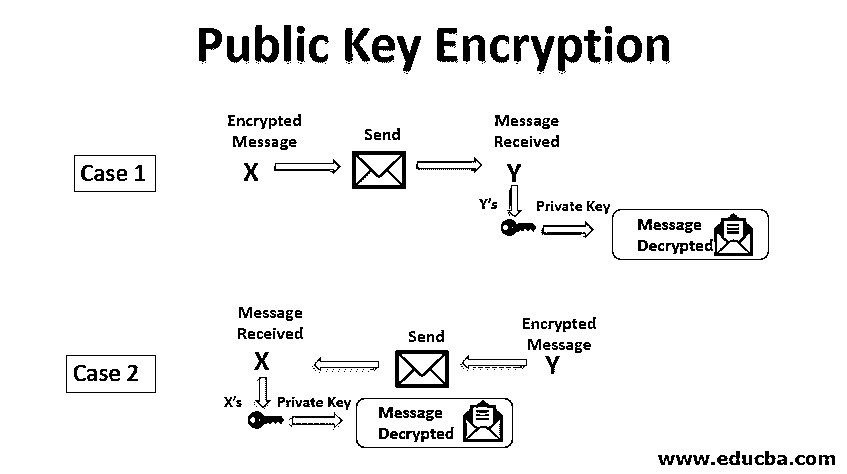 Public Key Encryption
Case 1
Encrypted
Message
X
Send
Message
Received
Y
Y's
Private Key
Message
Decrypted
Case 2
Message
Received
X
Send
Encrypted
Message
Y
X's
Private Key
Message
Decrypted
www.educba.com